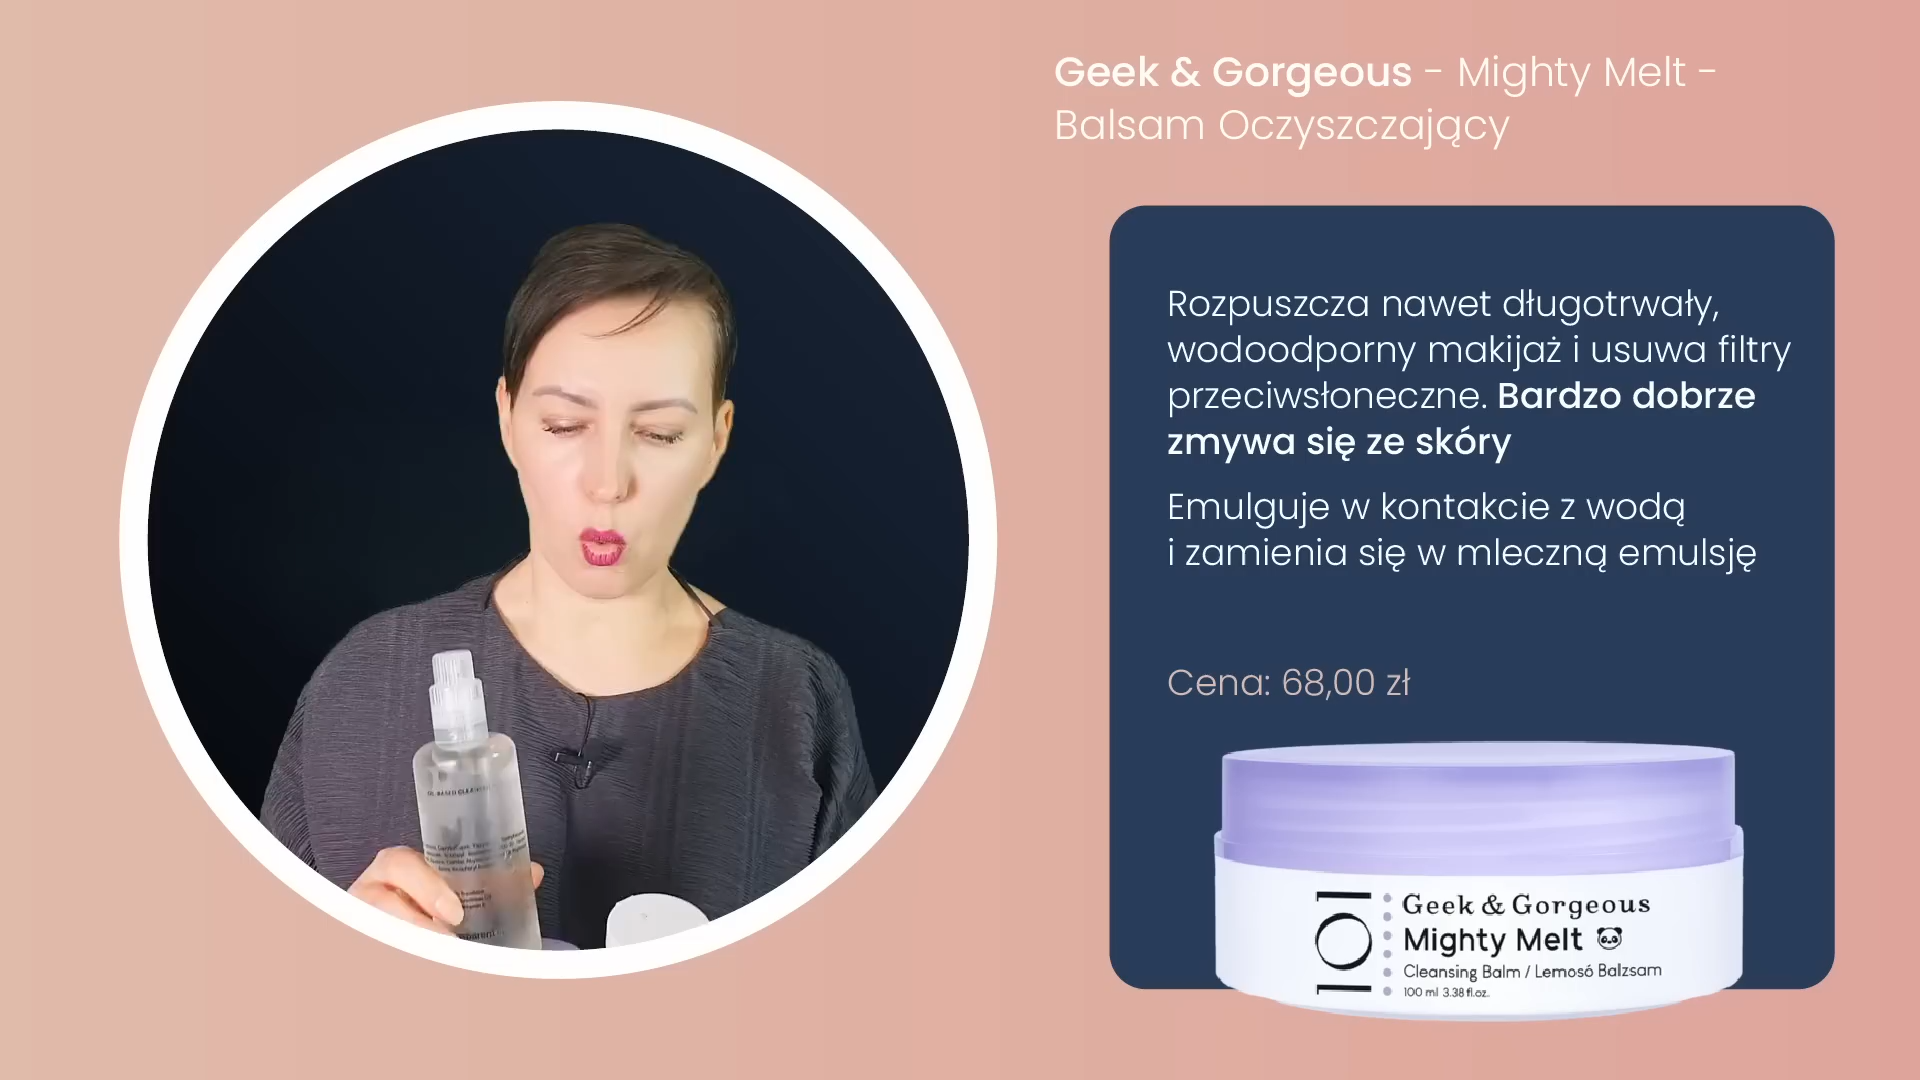 Geek & Gorgeous - Mighty Melt -
Balsam Oczyszczający
Rozpuszcza nawet długotrwały,
wodoodporny makijaż i usuwa filtry
przeciwsłoneczne. Bardzo dobrze
zmywa się ze skóry
Emulguje w kontakcie z wodą
i zamienia się w mleczną emulsję
Cena: 68,00 zł
101
Geek & Gorgeous
Mighty Melt
Cleansing Balm / Lemosó Balzsam
100 ml 3.38 fl.oz.